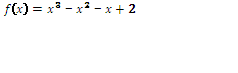 f(x) = x³ − x² − x + 2